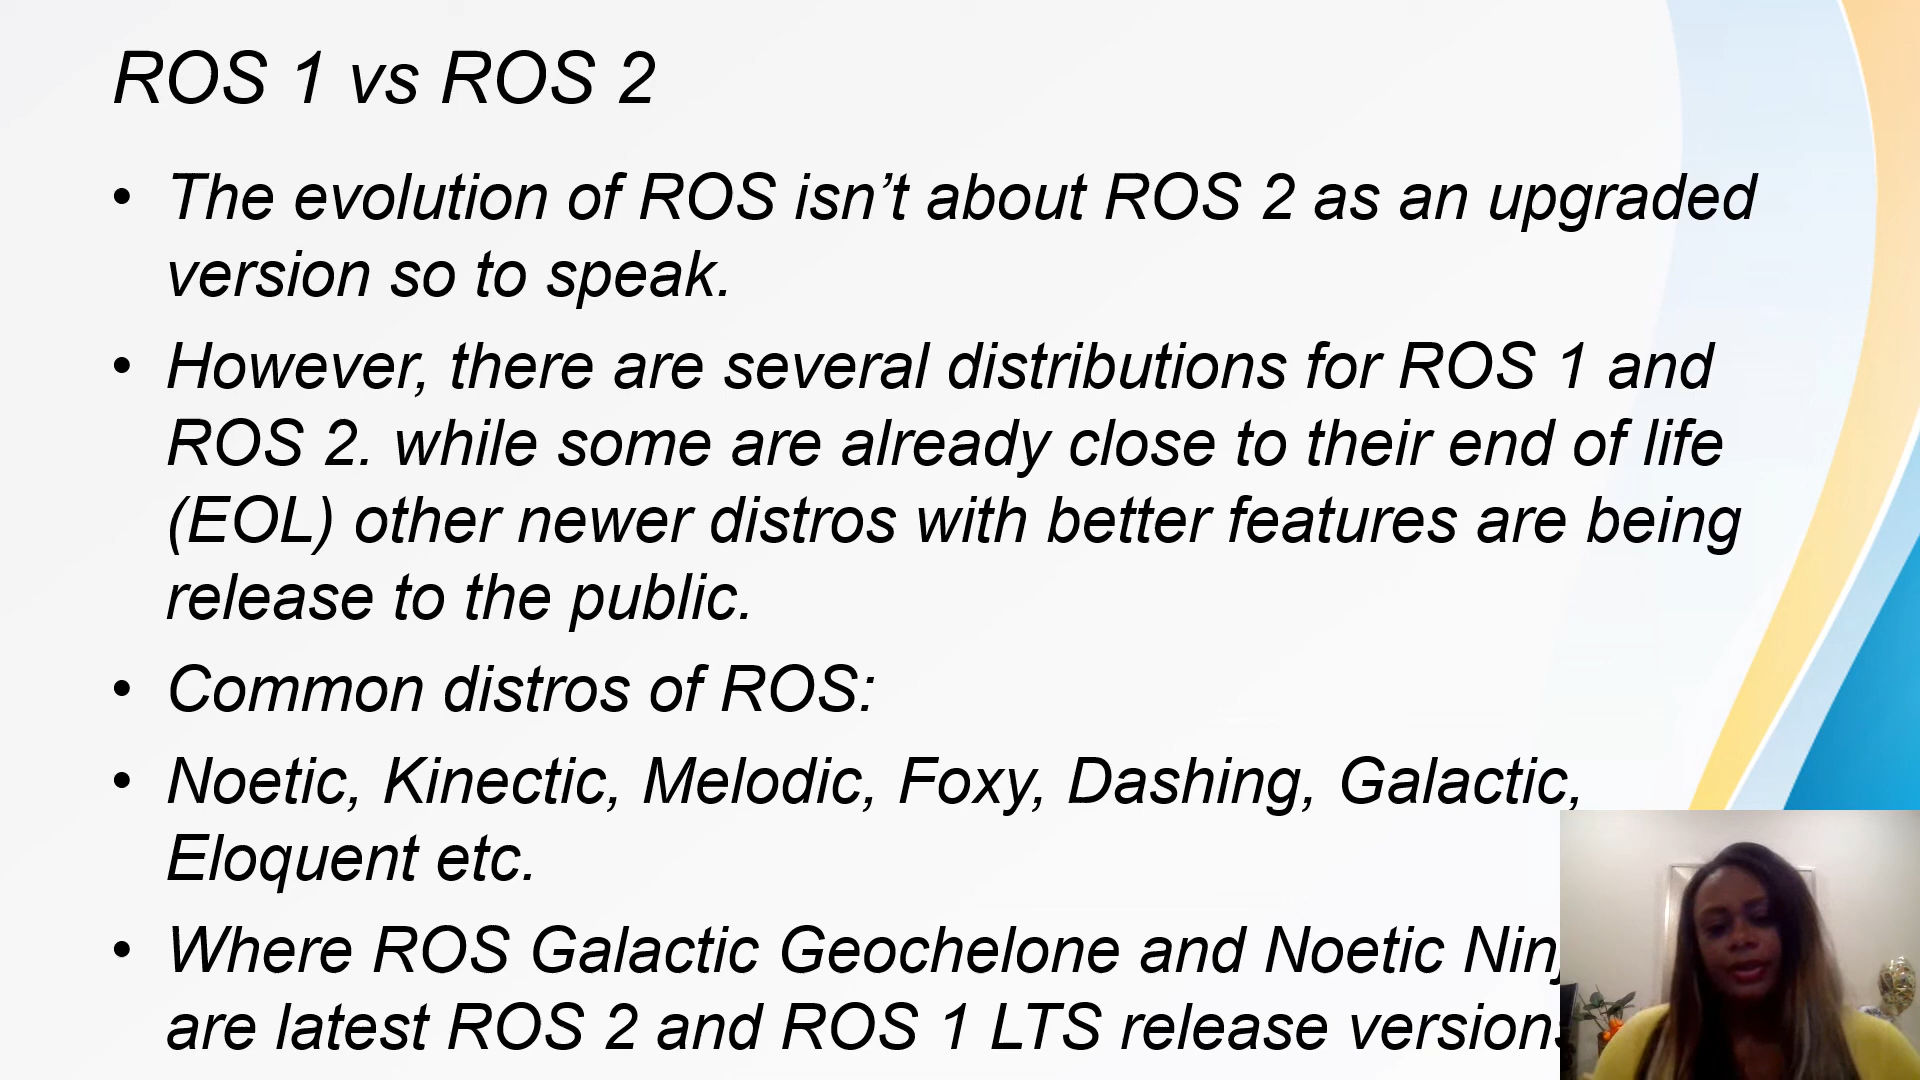 ROS 1 vs ROS 2
• The evolution of ROS isn’t about ROS 2 as an upgraded
version so to speak.
• However, there are several distributions for ROS 1 and
ROS 2. while some are already close to their end of life
(EOL) other newer distros with better features are being
release to the public.
• Common distros of ROS:
• Noetic, Kinectic, Melodic, Foxy, Dashing, Galactic,
Eloquent etc.
• Where ROS Galactic Geochelone and Noetic
are latest ROS 2 and ROS 1 LTS release versions